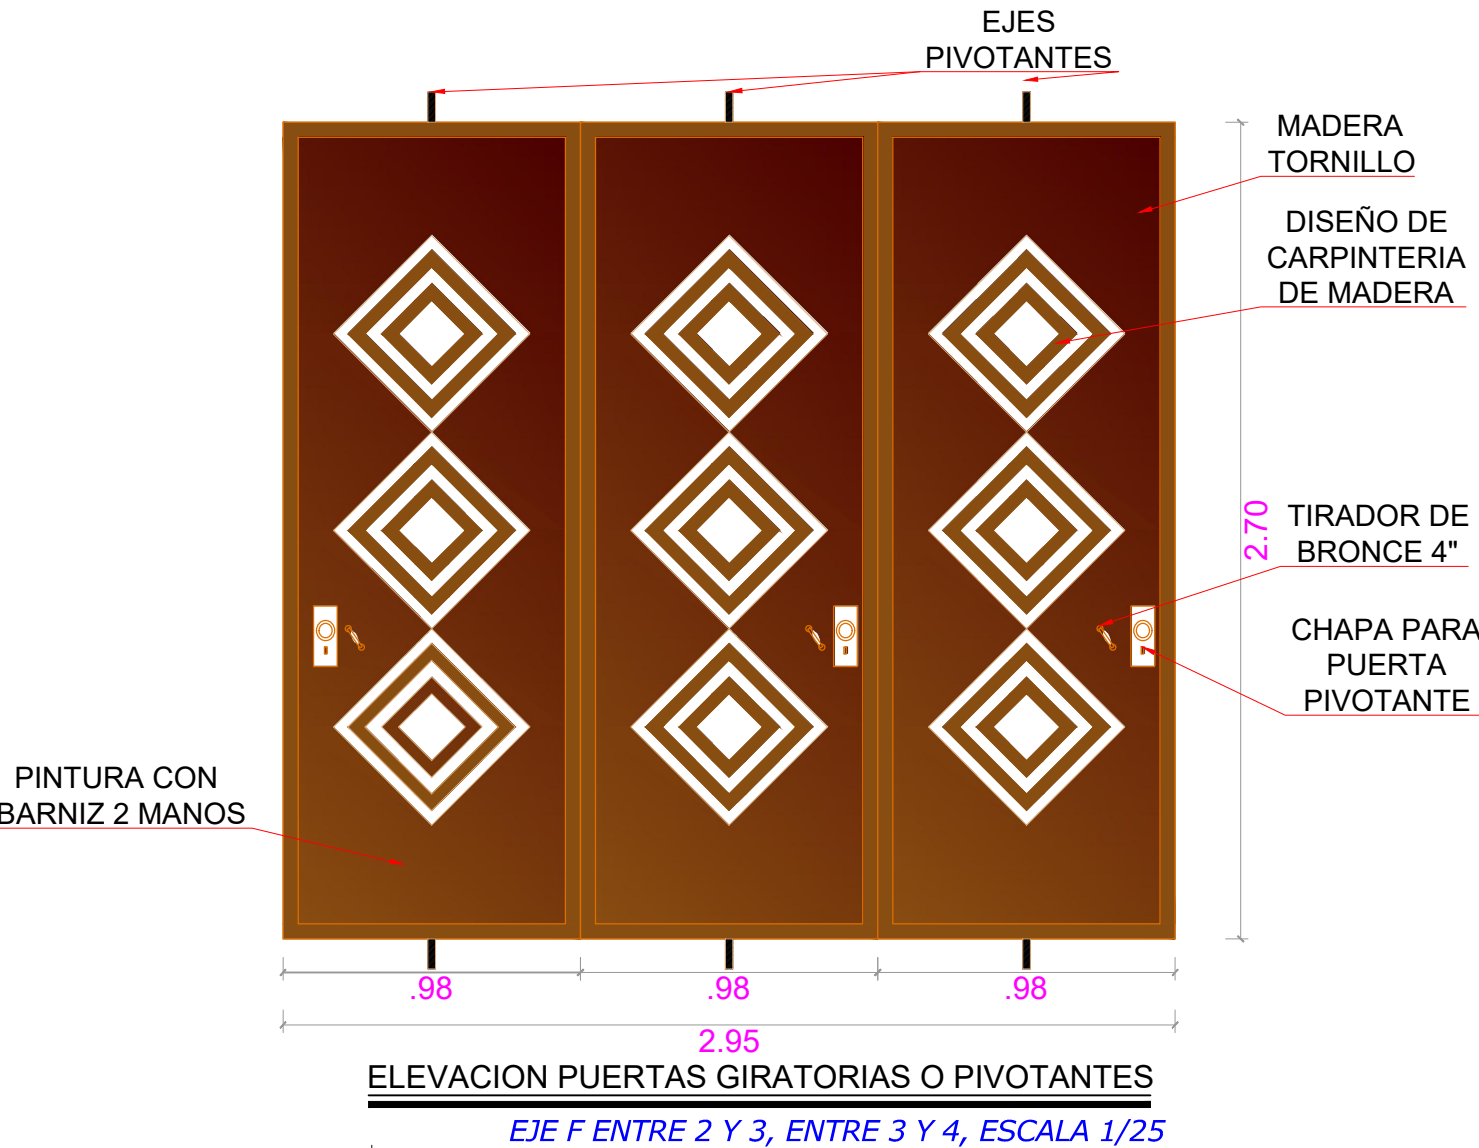 EJES
PIVOTANTES
MADERA
TORNILLO
DISEÑO DE
CARPINTERIA
DE MADERA
2.70
TIRADOR DE
BRONCE 4"
CHAPA PARA
PUERTA
PIVOTANTE
PINTURA CON
BARNIZ 2 MANOS
.98
.98
.98
2.95
ELEVACION PUERTAS GIRATORIAS O PIVOTANTES
EJE F ENTRE 2 Y 3, ENTRE 3 Y 4, ESCALA 1/25